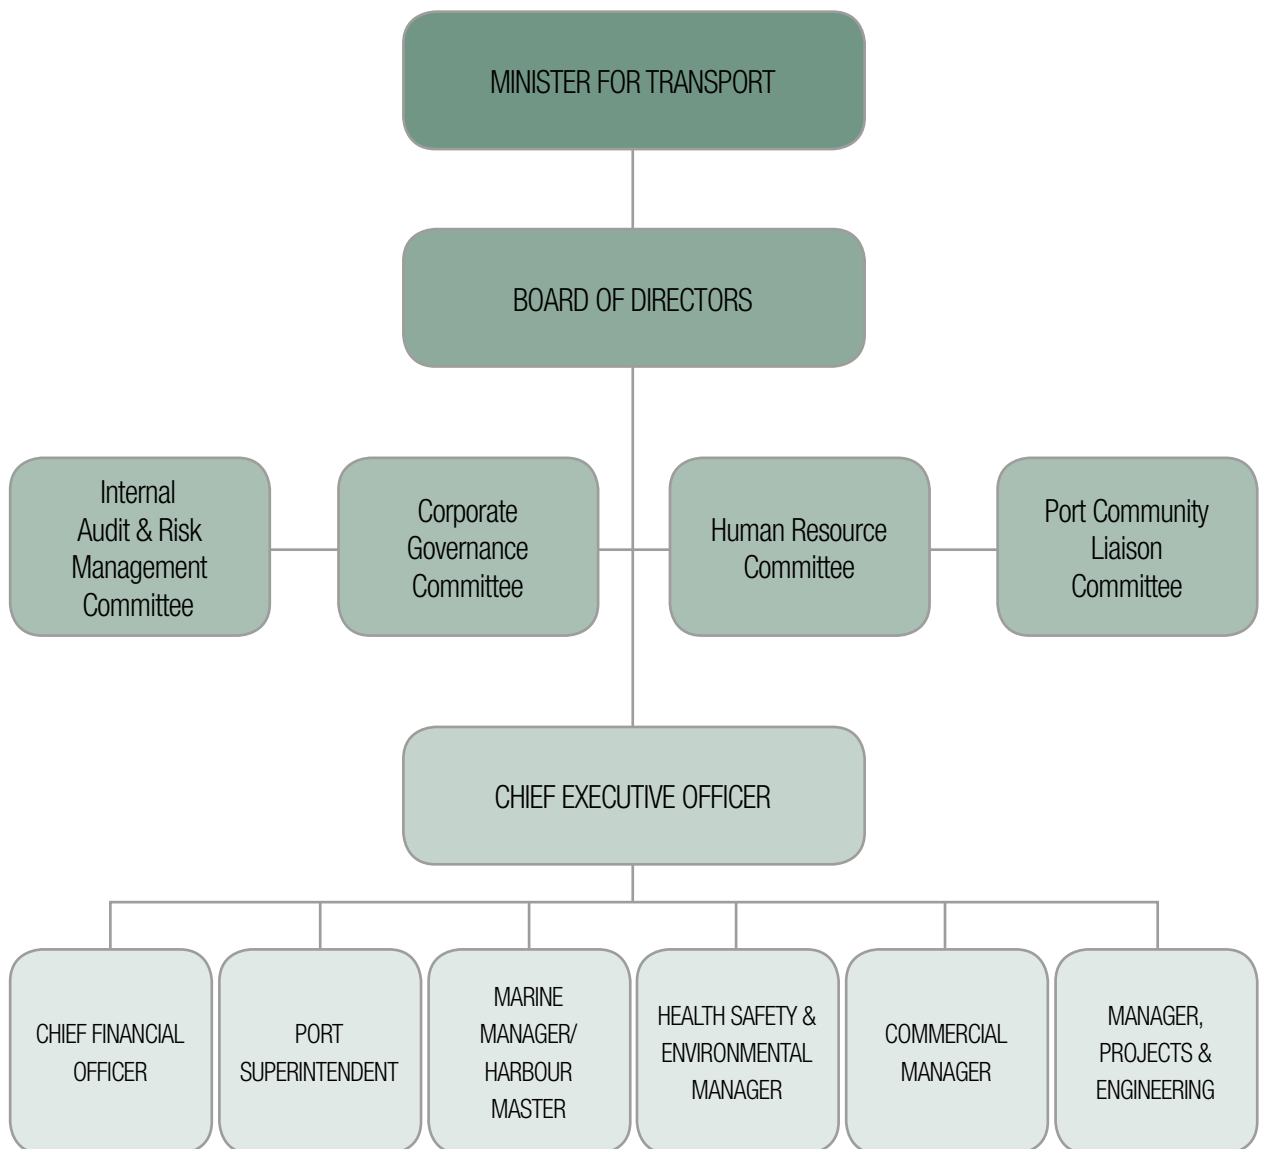 MINISTER FOR TRANSPORT
BOARD OF DIRECTORS
Internal
Audit & Risk
Management
Committee
Corporate
Governance
Committee
Human Resource
Committee
Port Community
Liaison
Committee
CHIEF EXECUTIVE OFFICER
CHIEF FINANCIAL
OFFICER
PORT
SUPERINTENDENT
MARINE
MANAGER/
HARBOUR
MASTER
HEALTH SAFETY &
ENVIRONMENTAL
MANAGER
COMMERCIAL
MANAGER
MANAGER,
PROJECTS &
ENGINEERING